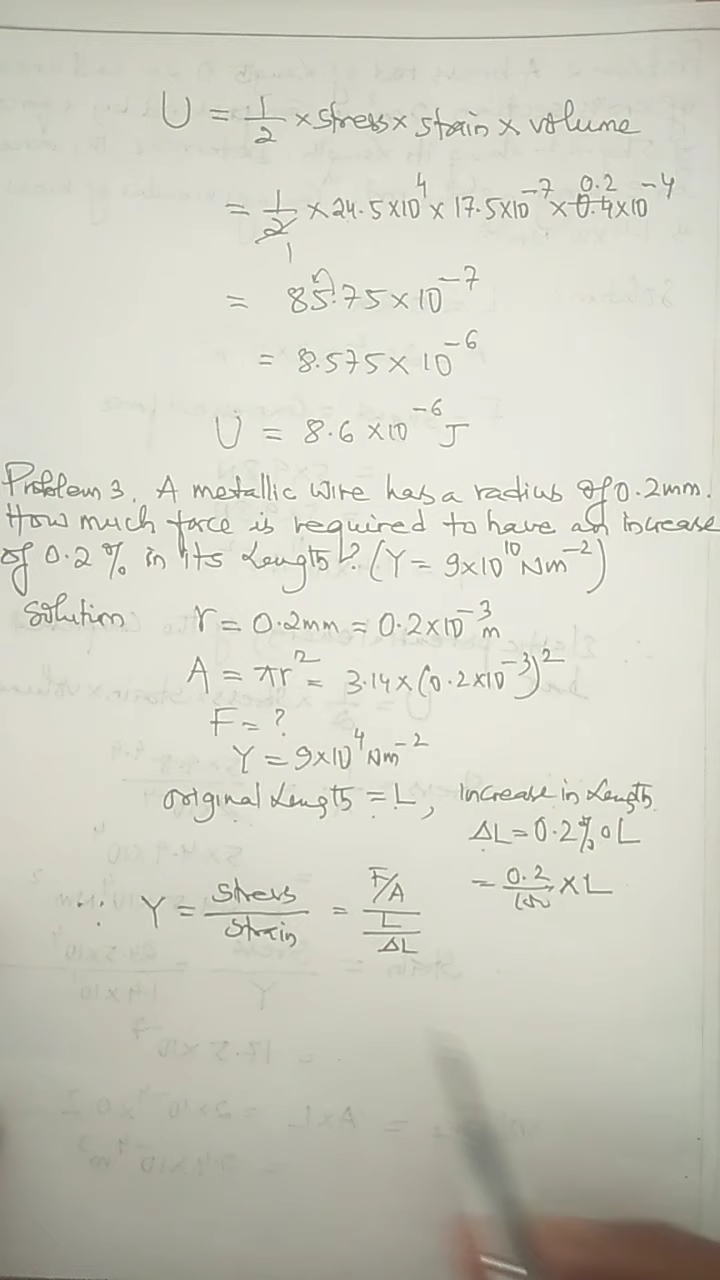 U = 1/2 × stress × strain × volume
= 1/2 × 24.5×10^4 × 17.5×10^-7 × 0.4×10^-4
1 0.2
= 85.75×10^-7
= 8.575×10^-6
U = 8.6×10^-6 J
Problem 3. A metallic wire has a radius of 0.2mm.
How much force is required to have an increase
of 0.2% in its Length? (Y = 9×10^10 Nm^-2)
Solution r = 0.2mm = 0.2×10^-3 m
A = πr^2 = 3.14×(0.2×10^-3)^2
F = ?
Y = 9×10^4 Nm^-2
Original Length = L, Increase in Length
ΔL = 0.2% of L
= 0.2/100 × L
∵ Y = Stress/Strain = (F/A)/(L/ΔL)